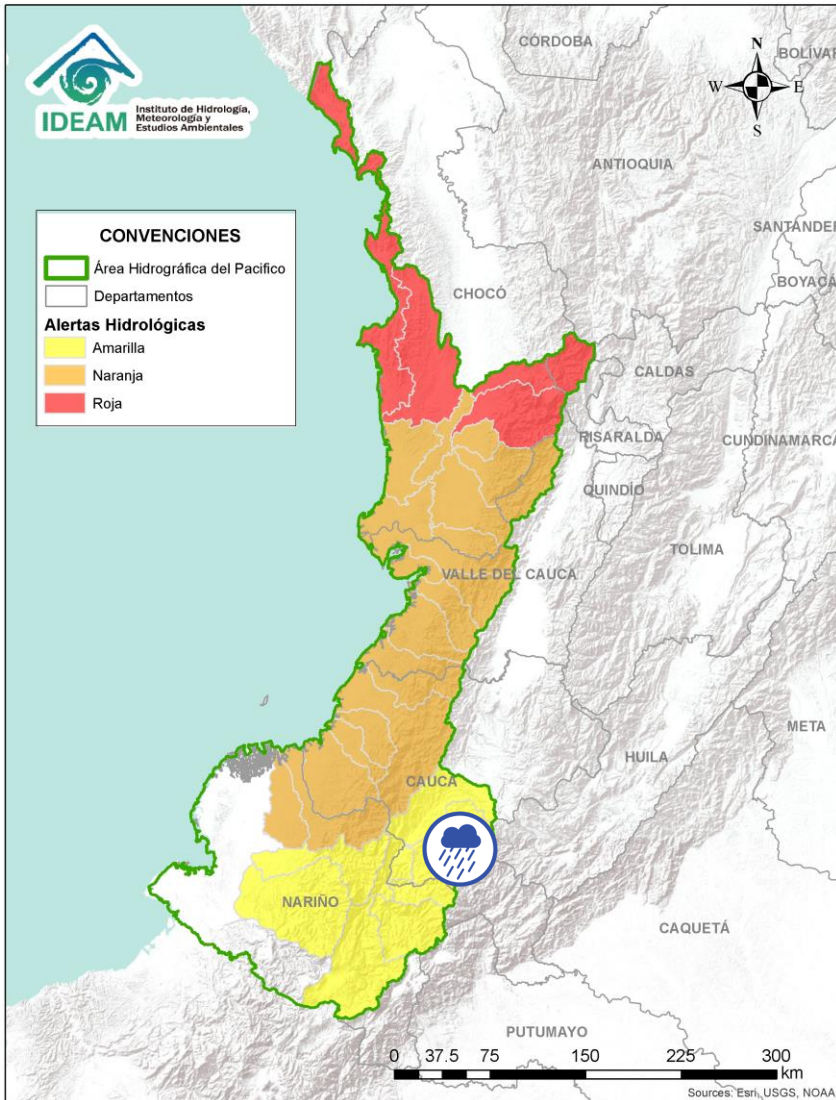 IDEAM
Instituto de Hidrología,
Meteorología y
Estudios Ambientales
CONVENCIONES
Área Hidrográfica del Pacifico
Departamentos
Alertas Hidrológicas
Amarilla
Naranja
Roja
N
W
E
S
CÓRDOBA
BOLÍVAR
ANTIOQUIA
SANTANDER
BOYACÁ
CHOCÓ
CALDAS
RISARALDA
CUNDINAMARCA
QUINDÍO
TOLIMA
VALLE DEL CAUCA
META
HUILA
CAUCA
NARIÑO
CAQUETÁ
PUTUMAYO
0 37.5 75 150 225 300
km
Sources: Esri, USGS, NOAA